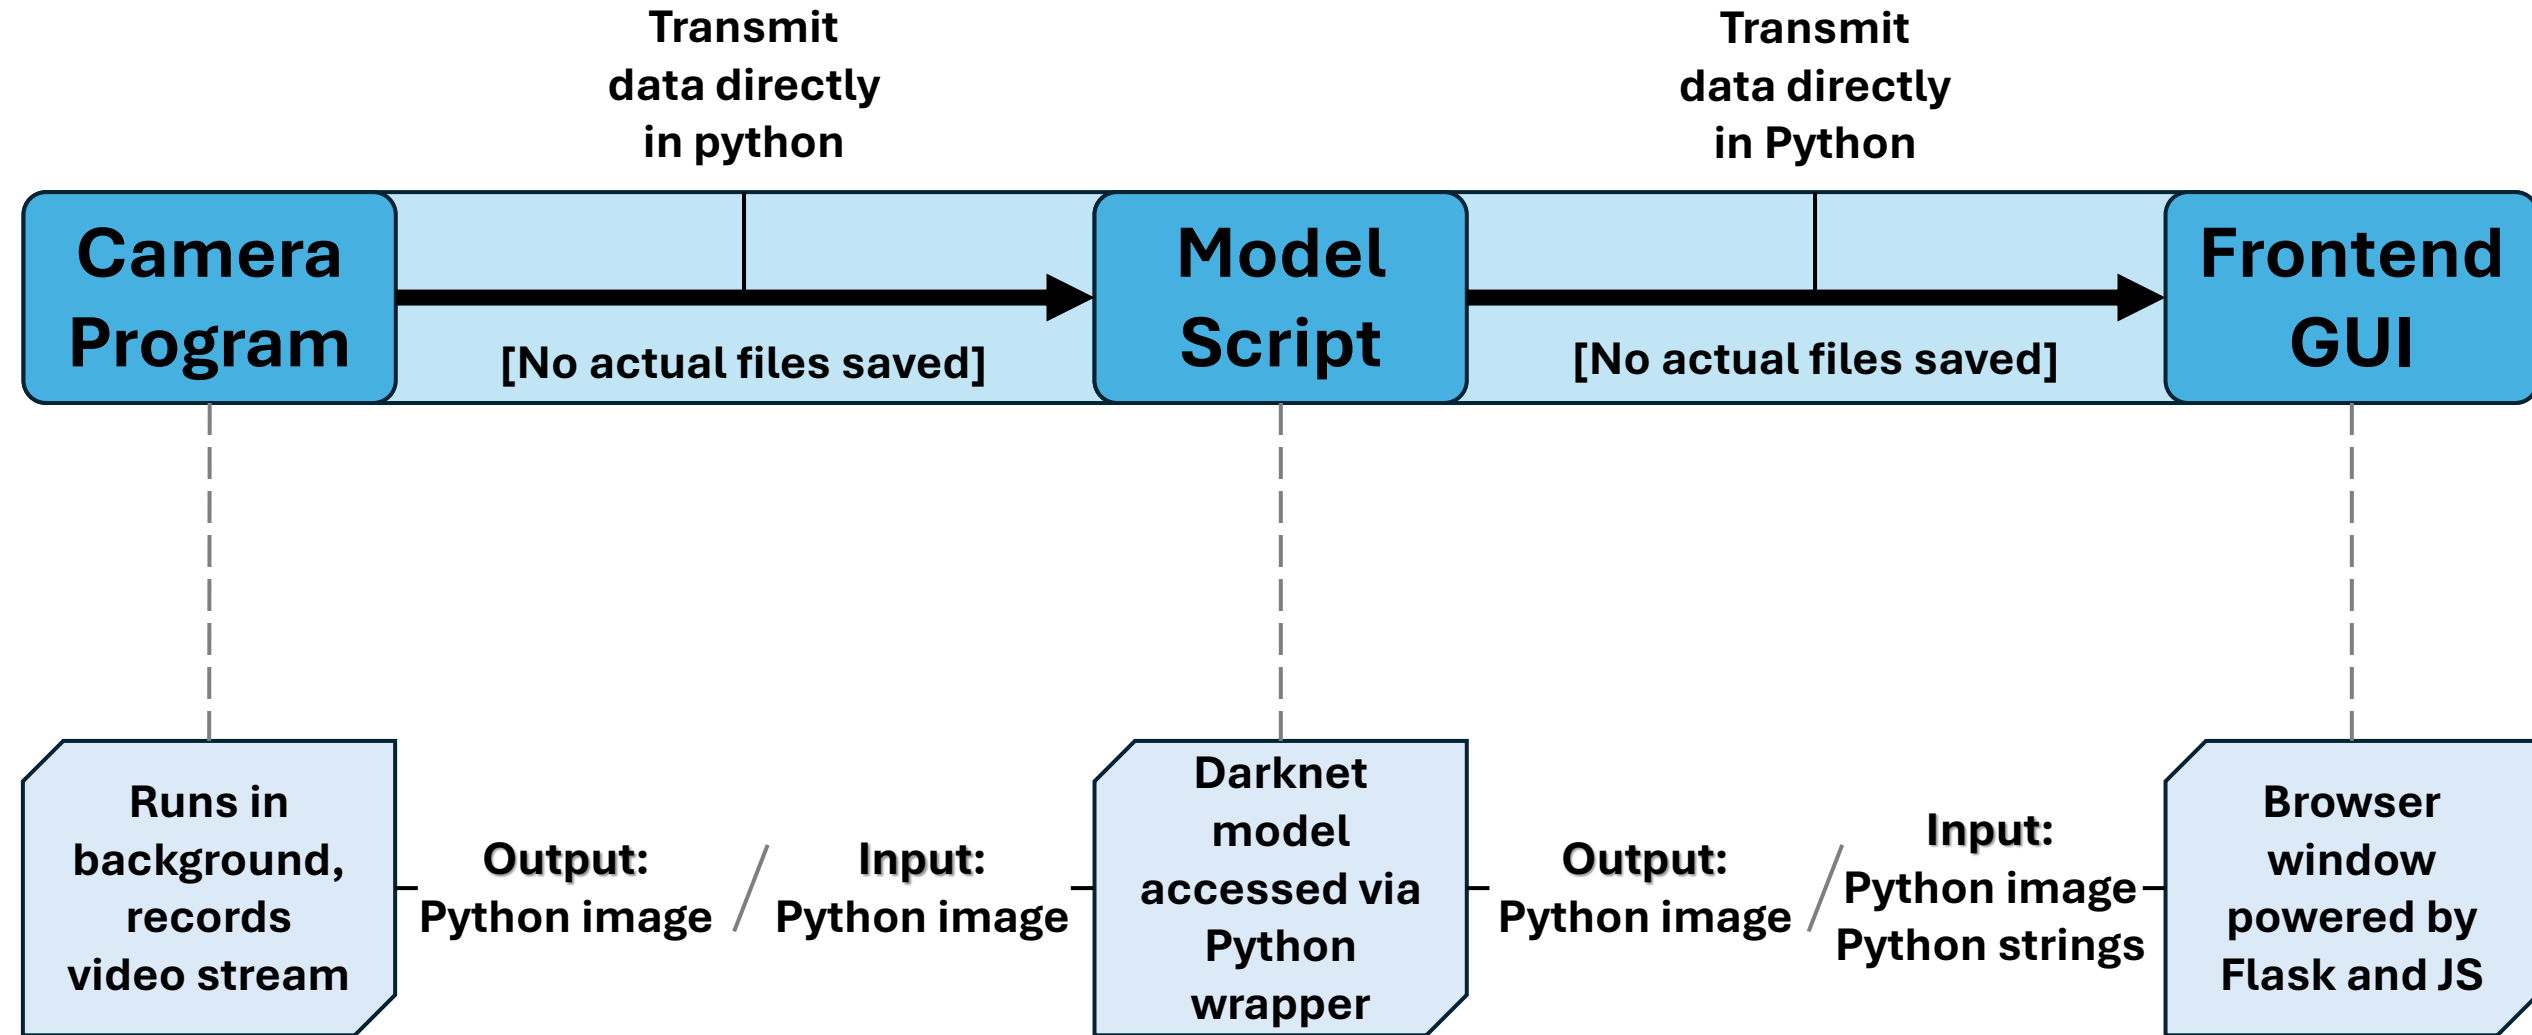 Transmit
data directly
in python
Transmit
data directly
in Python
Camera
Program
[No actual files saved]
Model
Script
[No actual files saved]
Frontend
GUI
Runs in
background,
records
video stream
Output:
Python image
Input:
Python image
Darknet
model
accessed via
Python
wrapper
Output:
Python image
Input:
Python image
Python strings
Browser
window
powered by
Flask and JS